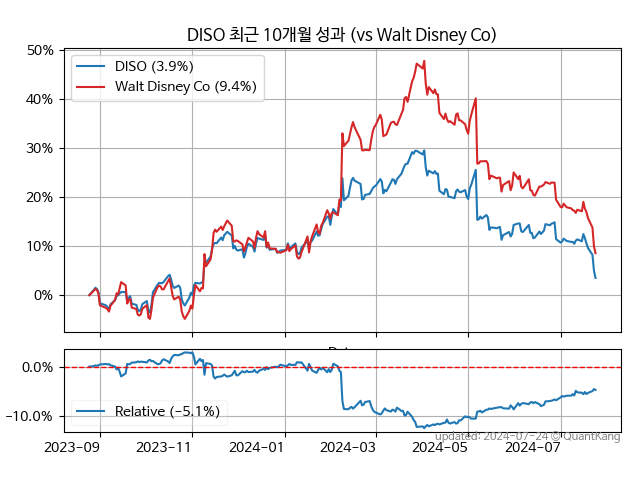 DISO 최근 10개월 성과 (vs Walt Disney Co)
50%
40%
30%
20%
10%
0%
DISO (3.9%)
Walt Disney Co (9.4%)
0.0%
−10.0%
Relative (−5.1%)
2023-09
2023-11
2024-01
2024-03
2024-05
2024-07
updated: 2024-07-24 © QuantKang